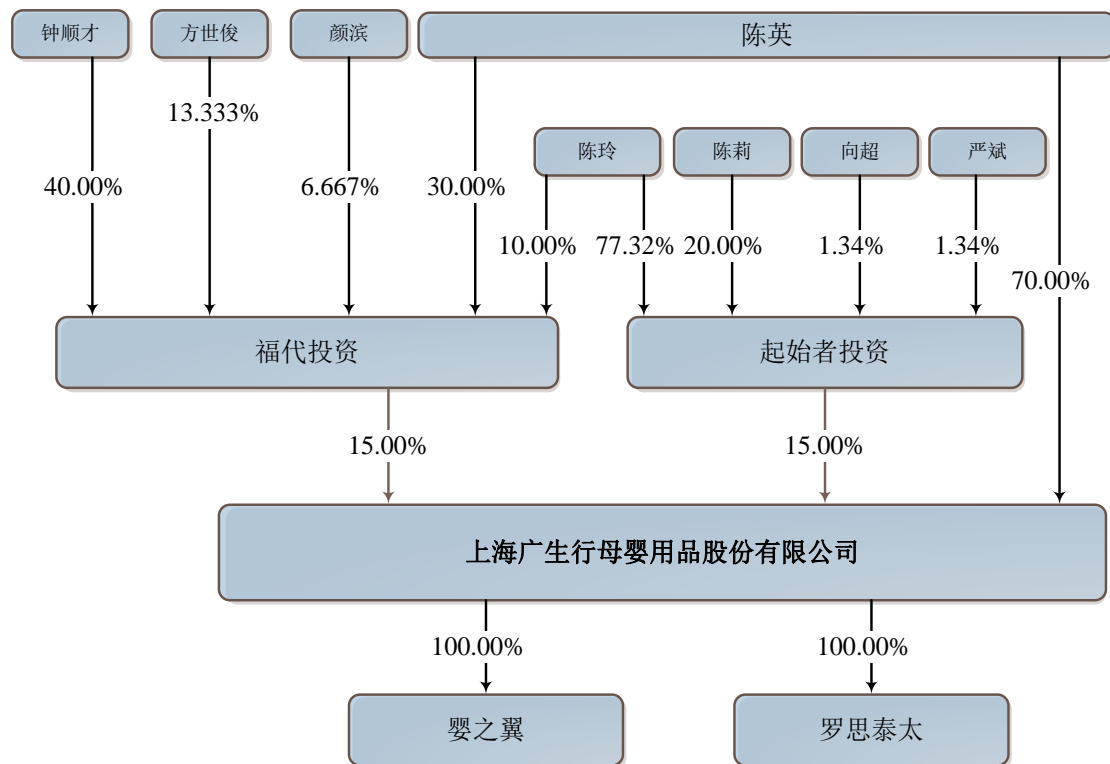 钟顺才
方世俊
颜滨
陈英
13.333%
陈玲
陈莉
向超
严斌
40.00%
6.667%
30.00%
10.00%
77.32%
20.00%
1.34%
1.34%
70.00%
福代投资
起始者投资
15.00%
15.00%
上海广生行母婴用品股份有限公司
100.00%
100.00%
婴之翼
罗思泰太